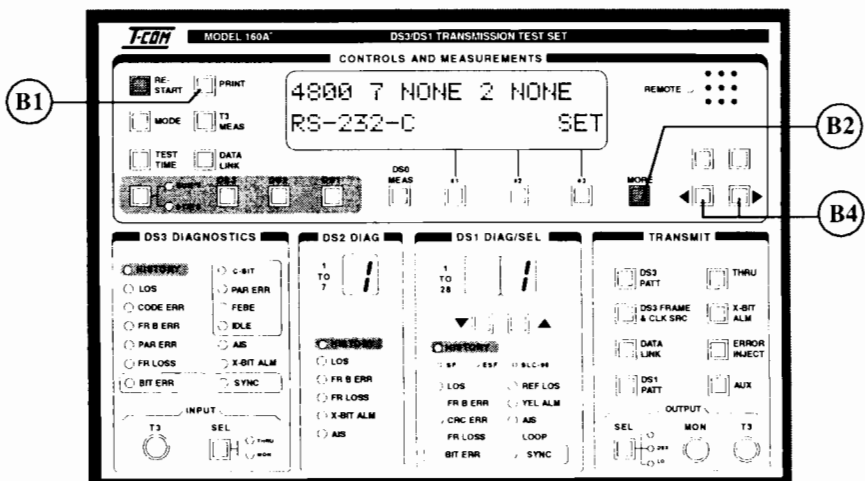 T-COM MODEL 160A DS3/DS1 TRANSMISSION TEST SET
CONTROLS AND MEASUREMENTS
RE-START
PRINT
MODE
T3 MEAS
TEST TIME
DATA LINK
4800 7 NONE 2 NONE
RS-232-C SET
REMOTE
DS3
DS2
DS1
DS0 MEAS
#1
#2
#3
MORE
B1
B2
B4
DS3 DIAGNOSTICS
HISTORY
LOS
CODE ERR
FR B ERR
PAR ERR
FR LOSS
BIT ERR
C-BIT
PAR ERR
FEBE
IDLE
AIS
X-BIT ALM
SYNC
INPUT
T3
SEL
THRU
MON
DS2 DIAG
1 TO 7
1
HISTORY
LOS
FR B ERR
FR LOSS
X-BIT ALM
AIS
DS1 DIAG/SEL
1 TO 28
1
HISTORY
SF
ESF
SLC-96
LOS
FR B ERR
CRC ERR
FR LOSS
BIT ERR
REF LOS
YEL ALM
AIS
LOOP
SYNC
TRANSMIT
DS3 PATT
THRU
DS3 FRAME & CLK SRC
X-BIT ALM
DATA LINK
ERROR INJECT
DS1 PATT
AUX
OUTPUT
SEL
LO
MON
T3